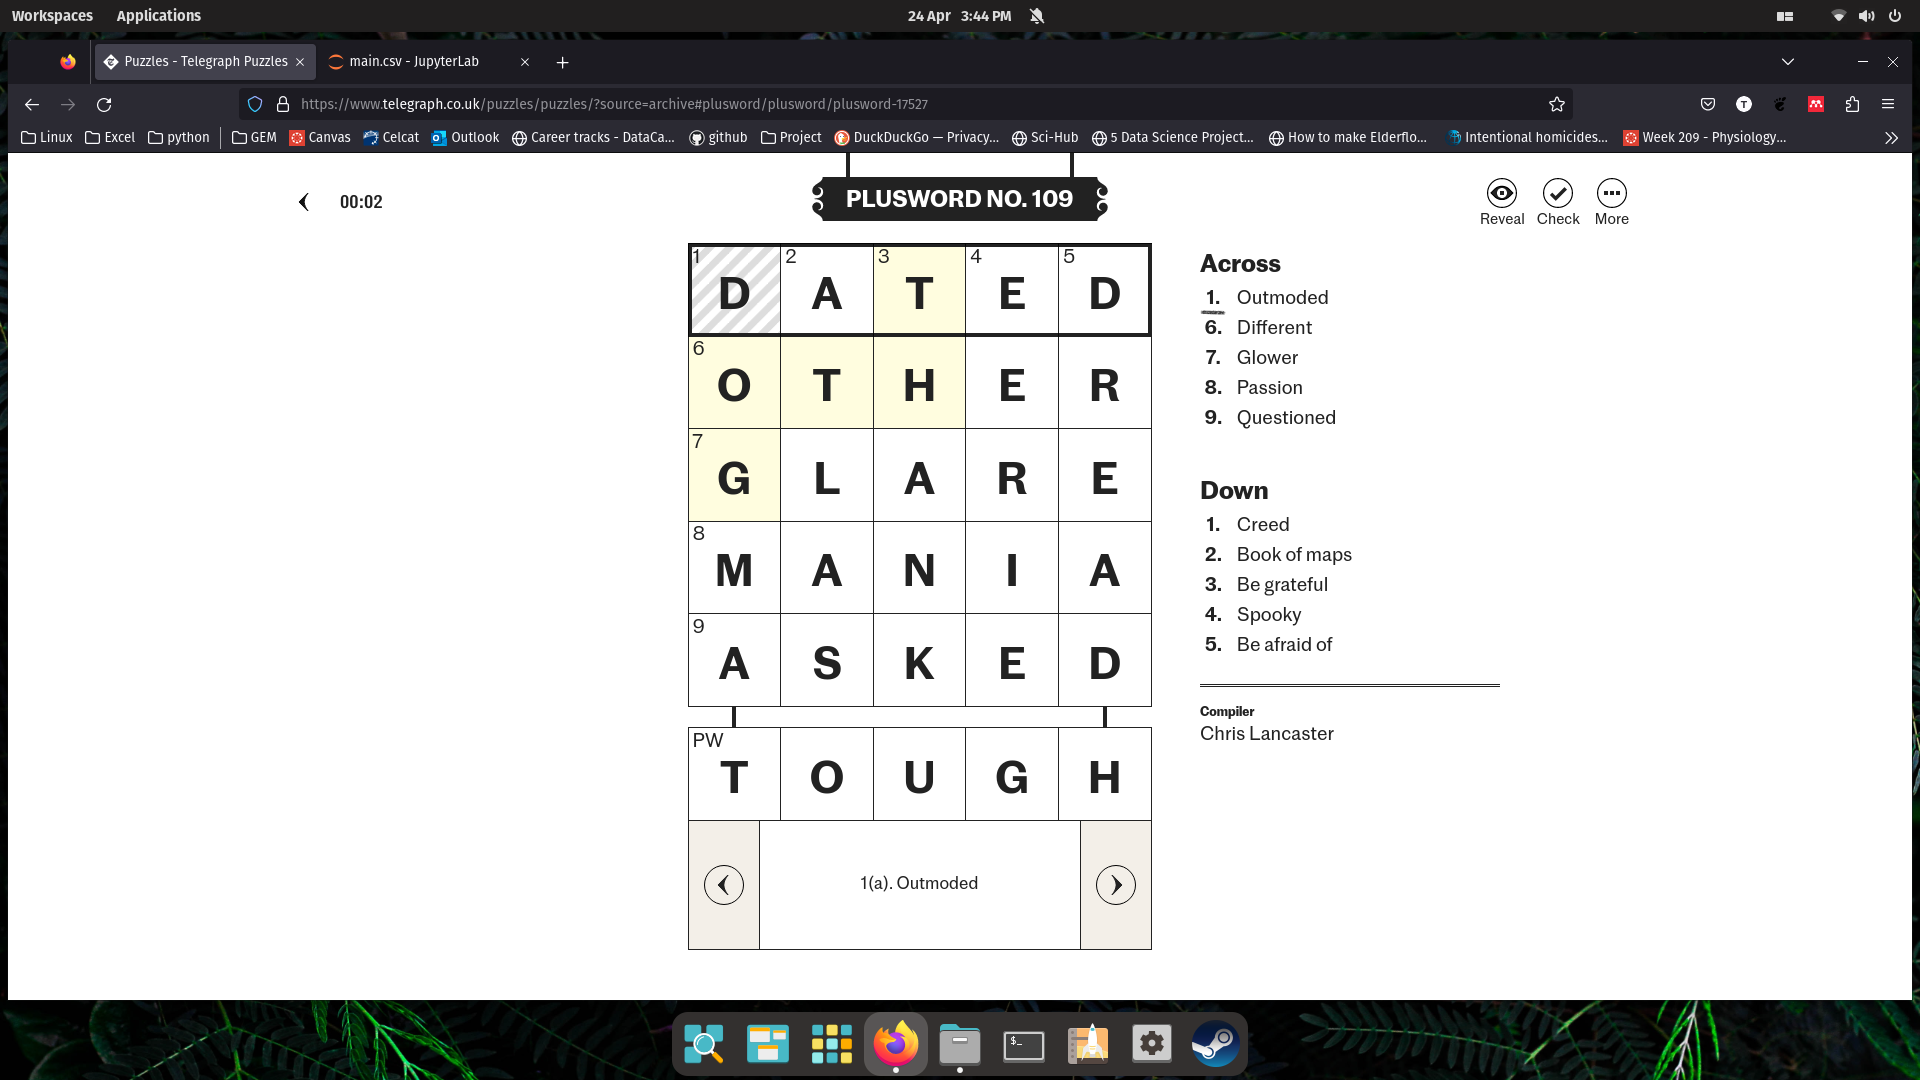 Workspaces Applications 24 Apr 3:44 PM
Puzzles - Telegraph Puzzles main.csv - JupyterLab
https://www.telegraph.co.uk/puzzles/puzzles/?source=archive#plusword/plusword/plusword-17527
Linux Excel python GEM Canvas Celcat Outlook Career tracks - DataCa... github Project DuckDuckGo — Privacy... Sci-Hub 5 Data Science Project... How to make Elderflo... Intentional homicides... Week 209 - Physiology...
00:02
PLUSWORD NO. 109
Reveal Check More
1 D 2 A 3 T 4 E 5 D
6 O T H E R
7 G L A R E
8 M A N I A
9 A S K E D
PW T O U G H
1(a). Outmoded
Across
1. Outmoded
6. Different
7. Glower
8. Passion
9. Questioned
Down
1. Creed
2. Book of maps
3. Be grateful
4. Spooky
5. Be afraid of
Compiler
Chris Lancaster